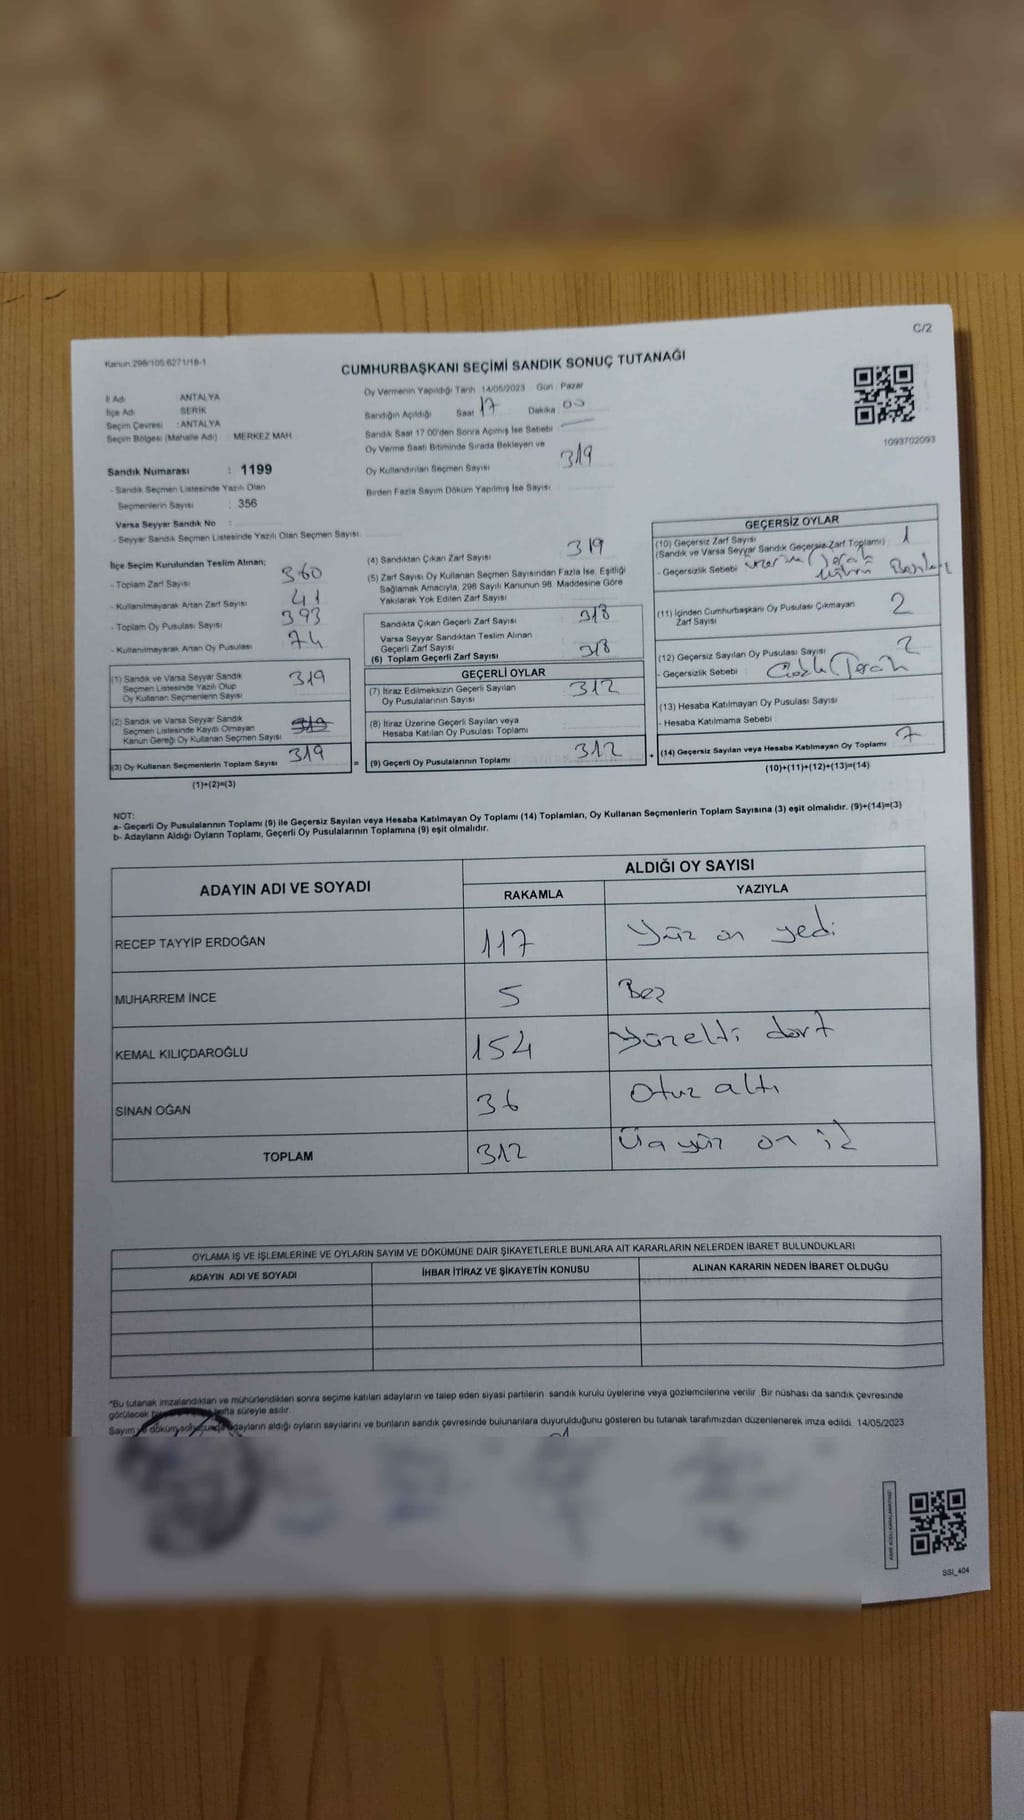 C/2
Kanun:298/105;6271/18-1
CUMHURBAŞKANI SEÇİMİ SANDIK SONUÇ TUTANAĞI
İl Adı : ANTALYA
İlçe Adı : SERİK
Seçim Çevresi : ANTALYA
Seçim Bölgesi (Mahalle Adı) : MERKEZ MAH
Sandık Numarası : 1199
- Sandık Seçmen Listesinde Yazılı Olan
Seçmenlerin Sayısı : 356
Varsa Seyyar Sandık No :
- Seyyar Sandık Seçmen Listesinde Yazılı Olan Seçmen Sayısı:
Oy Vermenin Yapıldığı Tarih : 14/05/2023 Gün : Pazar
Sandığın Açıldığı Saat 17 Dakika 00
Sandık Saat 17:00'den Sonra Açılmış İse Sebebi :
Oy Verme Saati Bitiminde Sırada Bekleyen ve
Oy Kullandırılan Seçmen Sayısı 319
Birden Fazla Sayım Döküm Yapılmış İse Sayısı :
1093702093
İlçe Seçim Kurulundan Teslim Alınan;
- Toplam Zarf Sayısı 360
- Kullanılmayarak Artan Zarf Sayısı 41
- Toplam Oy Pusulası Sayısı 393
- Kullanılmayarak Artan Oy Pusulası 74
(1) Sandık ve Varsa Seyyar Sandık
Seçmen Listesinde Yazılı Olup
Oy Kullanan Seçmenlerin Sayısı 319
(2) Sandık ve Varsa Seyyar Sandık
Seçmen Listesinde Kayıtlı Olmayan
Kanun Gereği Oy Kullanan Seçmen Sayısı 319
(3) Oy Kullanan Seçmenlerin Toplam Sayısı 319
(1)+(2)=(3)
(4) Sandıktan Çıkan Zarf Sayısı 319
(5) Zarf Sayısı Oy Kullanan Seçmen Sayısından Fazla İse, Eşitliği
Sağlamak Amacıyla; 298 Sayılı Kanunun 98. Maddesine Göre
Yakılarak Yok Edilen Zarf Sayısı :
Sandıkta Çıkan Geçerli Zarf Sayısı 318
Varsa Seyyar Sandıktan Teslim Alınan
Geçerli Zarf Sayısı
(6) Toplam Geçerli Zarf Sayısı 318
GEÇERLİ OYLAR
(7) İtiraz Edilmeksizin Geçerli Sayılan
Oy Pusulalarının Sayısı 312
(8) İtiraz Üzerine Geçerli Sayılan veya
Hesaba Katılan Oy Pusulası Toplamı
= (9) Geçerli Oy Pusulalarının Toplamı 312 +
GEÇERSİZ OYLAR
(10) Geçersiz Zarf Sayısı 1
(Sandık ve Varsa Seyyar Sandık Geçersiz Zarf Toplamı)
- Geçersizlik Sebebi
(11) İçinden Cumhurbaşkanı Oy Pusulası Çıkmayan
Zarf Sayısı 2
(12) Geçersiz Sayılan Oy Pusulası Sayısı 2
- Geçersizlik Sebebi
(13) Hesaba Katılmayan Oy Pusulası Sayısı
- Hesaba Katılmama Sebebi
(14) Geçersiz Sayılan veya Hesaba Katılmayan Oy Toplamı 7
(10)+(11)+(12)+(13)=(14)
NOT:
a- Geçerli Oy Pusulalarının Toplamı (9) ile Geçersiz Sayılan veya Hesaba Katılmayan Oy Toplamı (14) Toplamları, Oy Kullanan Seçmenlerin Toplam Sayısına (3) eşit olmalıdır. (9)+(14)=(3)
b- Adayların Aldığı Oyların Toplamı, Geçerli Oy Pusulalarının Toplamına (9) eşit olmalıdır.
ADAYIN ADI VE SOYADI ALDIĞI OY SAYISI
RAKAMLA YAZIYLA
RECEP TAYYİP ERDOĞAN 117 Yüz on yedi
MUHARREM İNCE 5 Beş
KEMAL KILIÇDAROĞLU 154 Yüzelti dört
SİNAN OĞAN 36 Otuz altı
TOPLAM 312 Üç yüz on
OYLAMA İŞ VE İŞLEMLERİNE VE OYLARIN SAYIM VE DÖKÜMÜNE DAİR ŞİKAYETLERLE BUNLARA AİT KARARLARIN NELERDEN İBARET BULUNDUKLARI
ADAYIN ADI VE SOYADI İHBAR İTİRAZ VE ŞİKAYETİN KONUSU ALINAN KARARIN NEDEN İBARET OLDUĞU
*Bu tutanak imzalandıktan ve mühürlendikten sonra seçime katılan adayların ve talep eden siyasi partilerin sandık kurulu üyelerine veya gözlemcilerine verilir. Bir nüshası da sandık çevresinde
görülecek hafta süreyle asılır.
Sayım ve döküm adayların aldığı oyların sayılarını ve bunların sandık çevresinde bulunanlara duyurulduğunu gösteren bu tutanak tarafımızdan düzenlenerek imza edildi. 14/05/2023
SSI_404